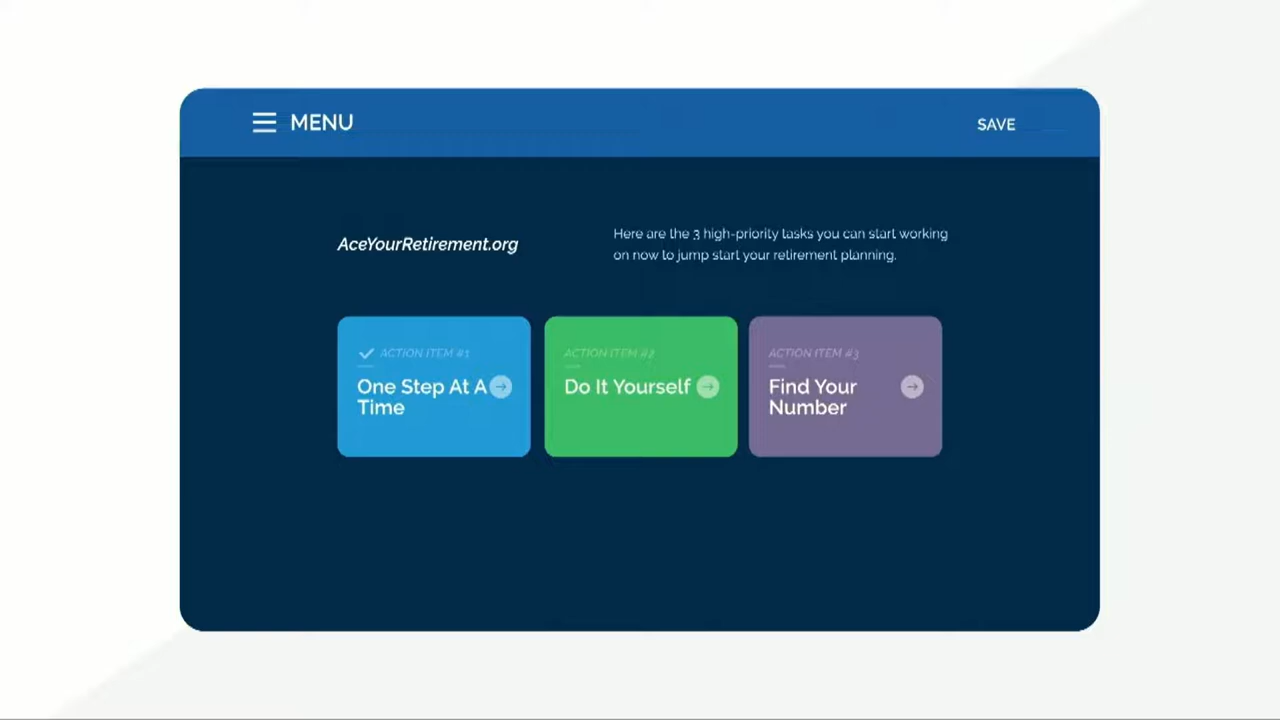 MENU
SAVE
AceYourRetirement.org
Here are the 3 high-priority tasks you can start working
on now to jump start your retirement planning.
ACTION ITEM #1
One Step At A
Time
ACTION ITEM #2
Do It Yourself
ACTION ITEM #3
Find Your
Number